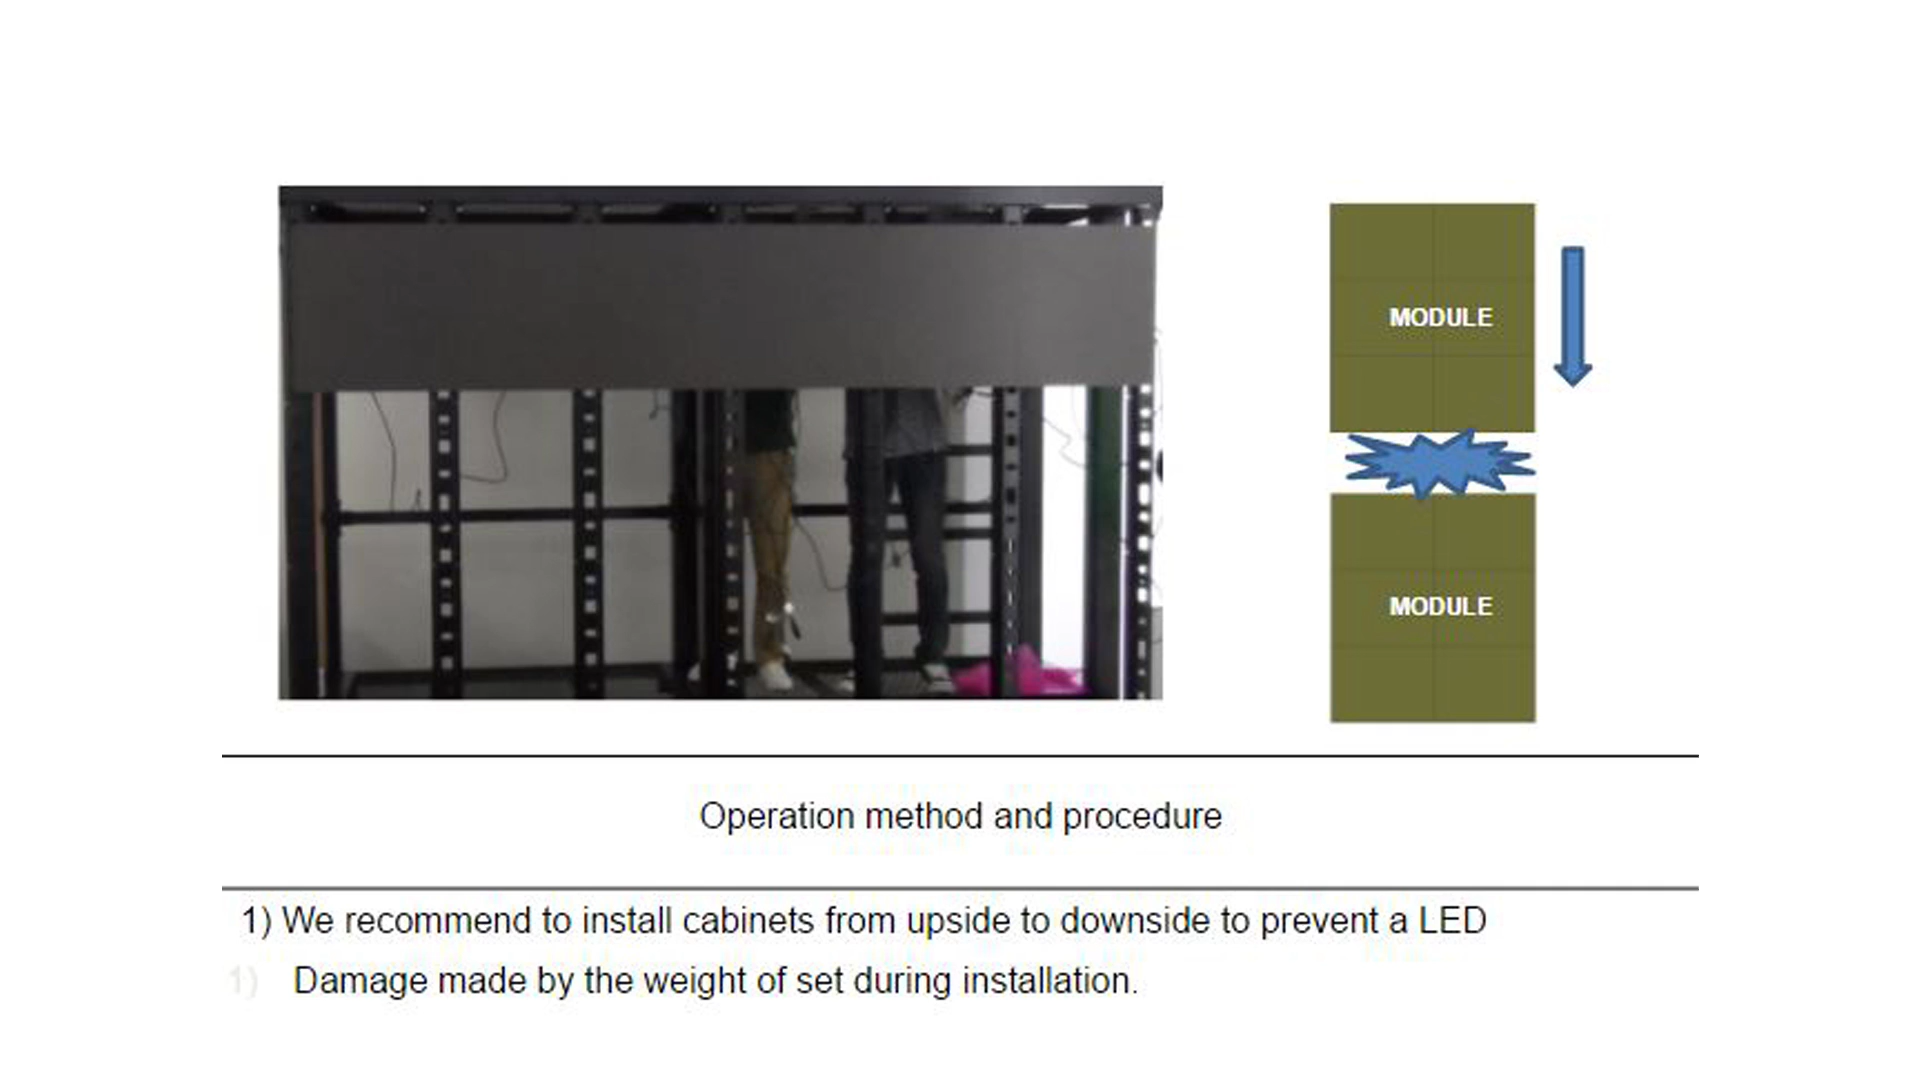 MODULE
MODULE
Operation method and procedure
1) We recommend to install cabinets from upside to downside to prevent a LED
1) Damage made by the weight of set during installation.